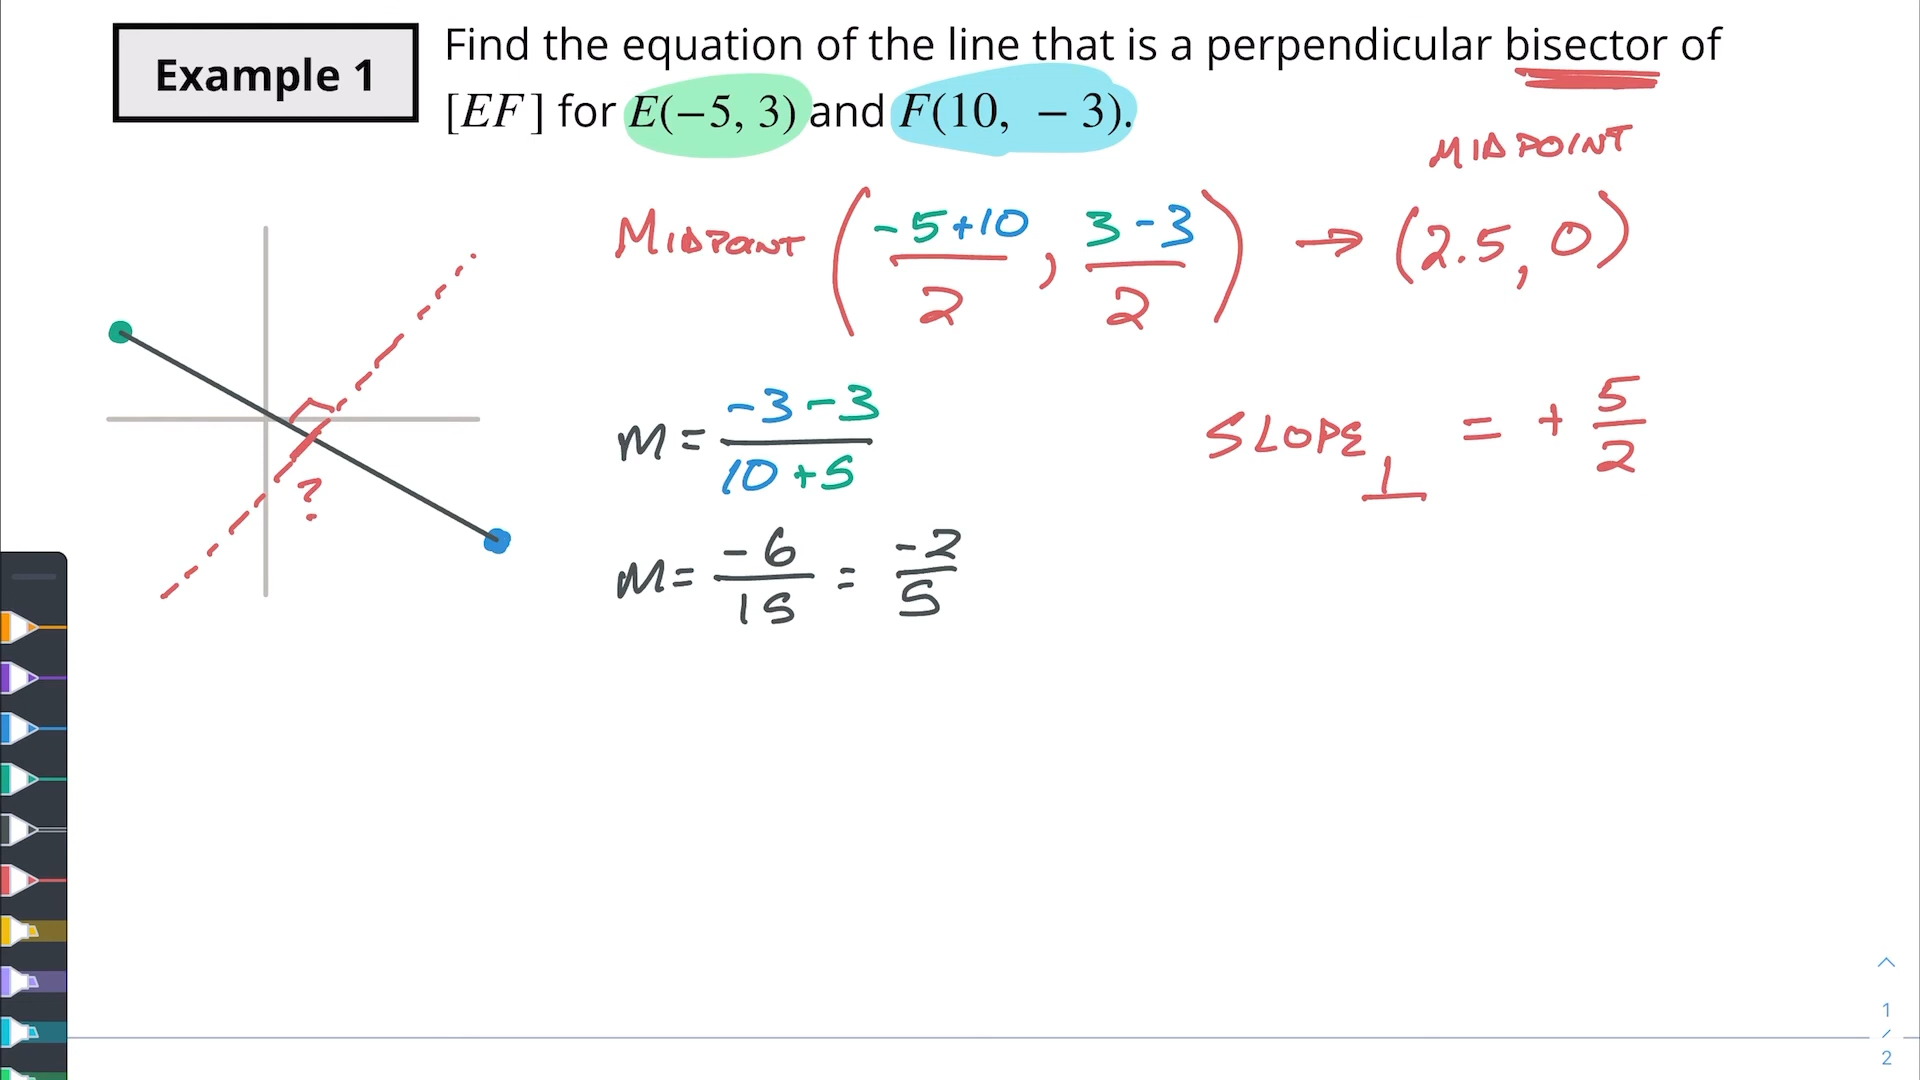 Example 1
Find the equation of the line that is a perpendicular bisector of
[EF] for E(−5, 3) and F(10, − 3).
MIDPOINT
MIDPOINT ( -5+10 / 2 , 3-3 / 2 ) → (2.5, 0)
m = -3-3 / 10+5
SLOPE ⊥ = + 5/2
?
m = -6/15 = -2/5
1
/
2